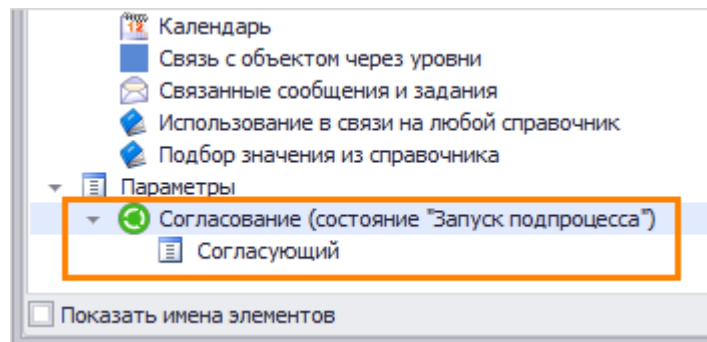 Календарь
Связь с объектом через уровни
Связанные сообщения и задания
Использование в связи на любой справочник
Подбор значения из справочника
Параметры
Согласование (состояние "Запуск подпроцесса")
Согласующий
Показать имена элементов